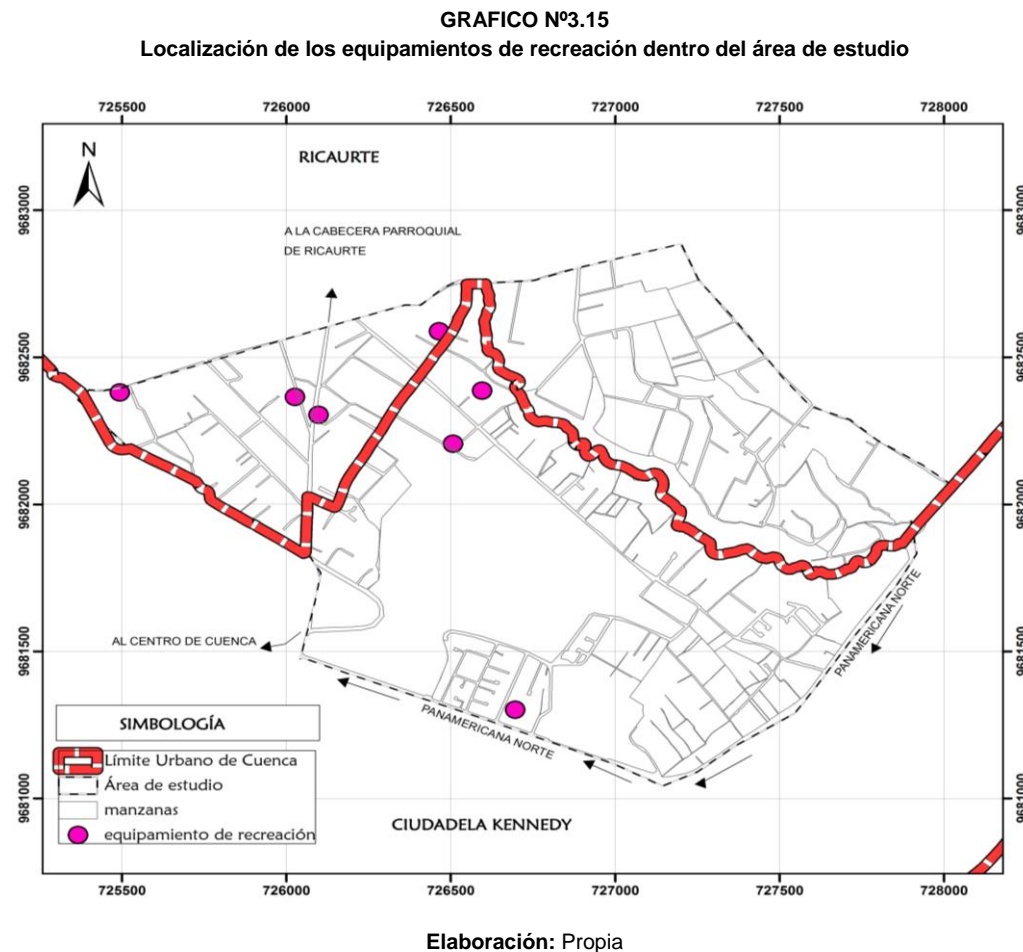 GRAFICO Nº3.15
Localización de los equipamientos de recreación dentro del área de estudio
725500 726000 726500 727000 727500 728000
RICAURTE
N
A LA CABECERA PARROQUIAL
DE RICAURTE
9683000 9683000
9682500 9682500
9682000 9682000
AL CENTRO DE CUENCA
PANAMERICANA NORTE
9681500 9681500
PANAMERICANA NORTE
SIMBOLOGÍA
Límite Urbano de Cuenca
Área de estudio
manzanas
equipamiento de recreación
9681000 9681000
CIUDADELA KENNEDY
725500 726000 726500 727000 727500 728000
Elaboración: Propia